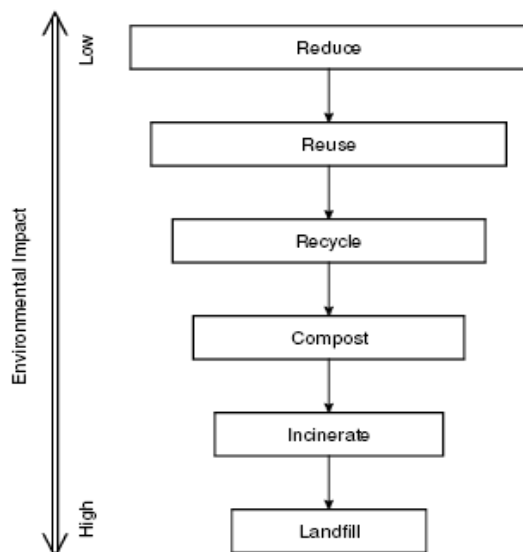 Low
Reduce
Reuse
Recycle
Environmental Impact
Compost
Incinerate
High
Landfill